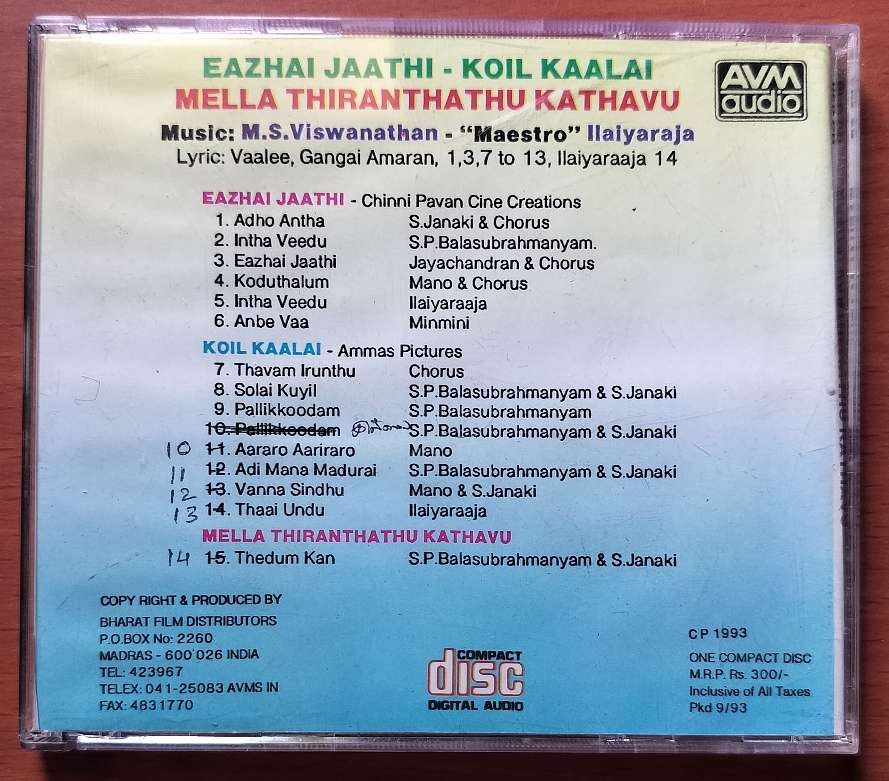 EAZHAI JAATHI - KOIL KAALAI
MELLA THIRANTHATHU KATHAVU
AVM
audio
Music: M.S.Viswanathan - “Maestro” Ilaiyaraja
Lyric: Vaalee, Gangai Amaran, 1,3,7 to 13, Ilaiyaraaja 14
EAZHAI JAATHI - Chinni Pavan Cine Creations
1. Adho Antha S.Janaki & Chorus
2. Intha Veedu S.P.Balasubrahmanyam.
3. Eazhai Jaathi Jayachandran & Chorus
4. Koduthalum Mano & Chorus
5. Intha Veedu Ilaiyaraaja
6. Anbe Vaa Minmini
KOIL KAALAI - Ammas Pictures
7. Thavam Irunthu Chorus
8. Solai Kuyil S.P.Balasubrahmanyam & S.Janaki
9. Pallikkoodam S.P.Balasubrahmanyam
10. Pallikkoodam S.P.Balasubrahmanyam & S.Janaki
10 11. Aararo Aariraro Mano
11 12. Adi Mana Madurai S.P.Balasubrahmanyam & S.Janaki
12 13. Vanna Sindhu Mano & S.Janaki
13 14. Thaai Undu Ilaiyaraaja
MELLA THIRANTHATHU KATHAVU
14 15. Thedum Kan S.P.Balasubrahmanyam & S.Janaki
COPY RIGHT & PRODUCED BY
BHARAT FILM DISTRIBUTORS
P.O.BOX No: 2260
MADRAS - 600 026 INDIA
TEL: 423967
TELEX: 041-25083 AVMS IN
FAX: 4831770
COMPACT
disc
DIGITAL AUDIO
CP 1993
ONE COMPACT DISC
M.R.P. Rs. 300/-
Inclusive of All Taxes
Pkd 9/93